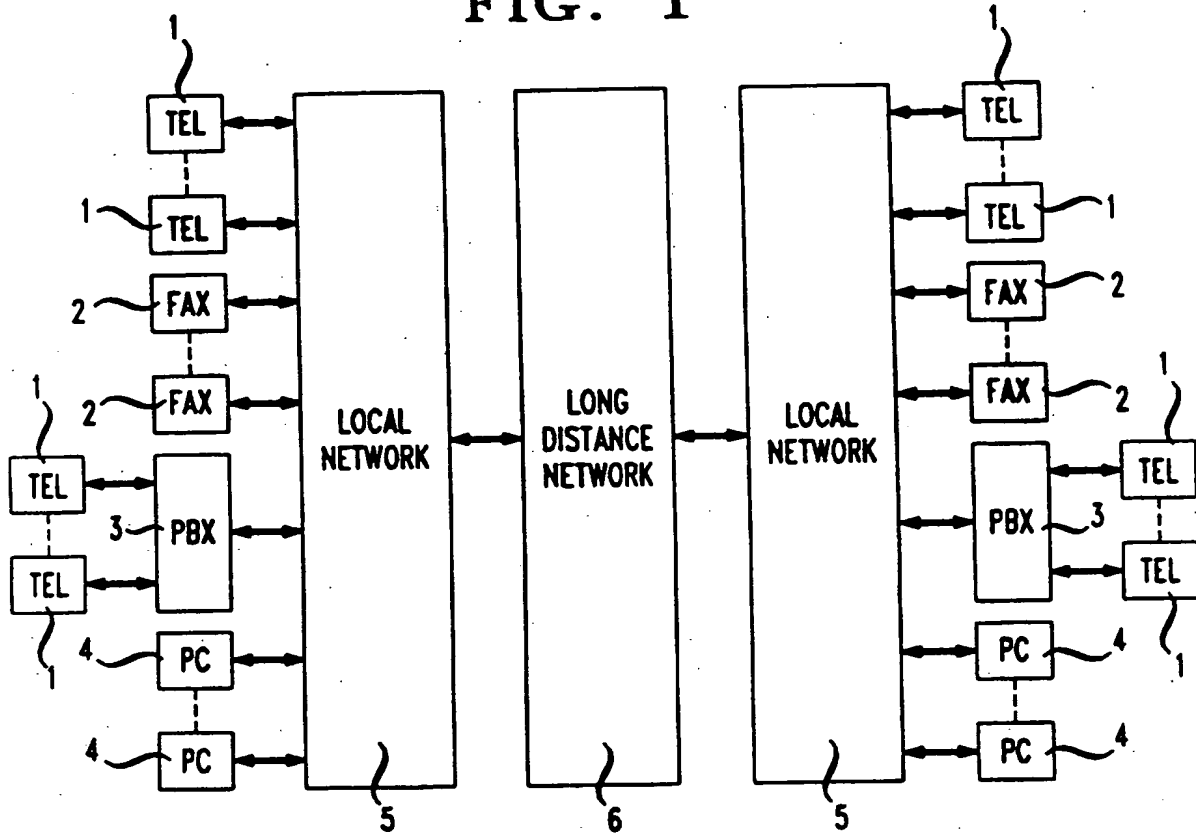 FIG. 1
1
1
TEL
TEL
1
TEL
TEL
1
2
FAX
FAX
2
2
FAX
FAX
2
1
1
LOCAL
NETWORK
LONG
DISTANCE
NETWORK
LOCAL
NETWORK
TEL
3
PBX
PBX
3
TEL
TEL
TEL
1
1
4
PC
PC
4
4
PC
PC
4
5
6
5